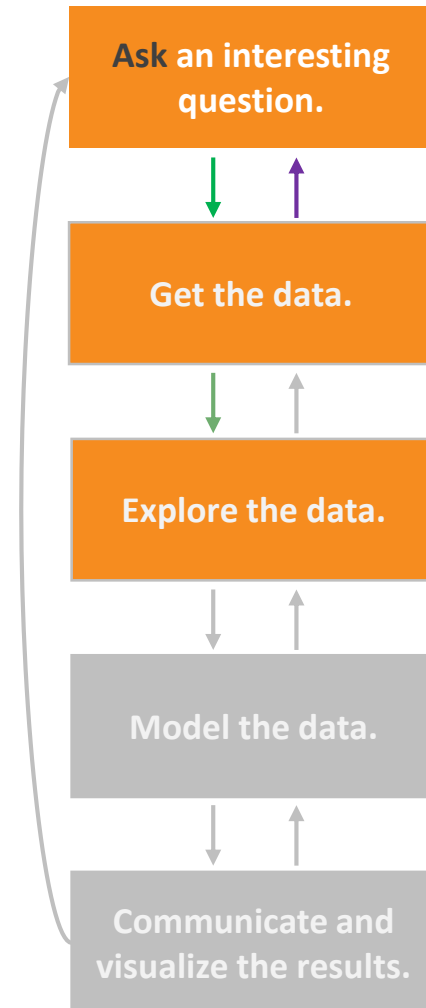 Ask an interesting
question.
Get the data.
Explore the data.
Model the data.
Communicate and
visualize the results.